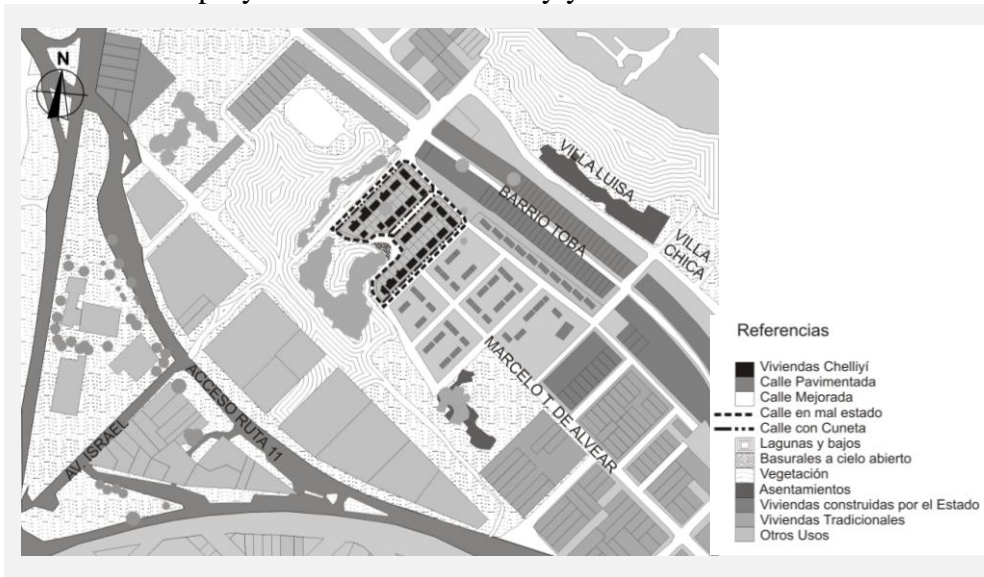 N
VILLA LUISA
BARRIO TOBA
VILLA
CHICA
MARCELO T. DE ALVEAR
ACCESO RUTA 11
AV. ISRAEL
Referencias
Viviendas Chelliyí
Calle Pavimentada
Calle Mejorada
Calle en mal estado
Calle con Cuneta
Lagunas y bajos
Basurales a cielo abierto
Vegetación
Asentamientos
Viviendas construidas por el Estado
Viviendas Tradicionales
Otros Usos